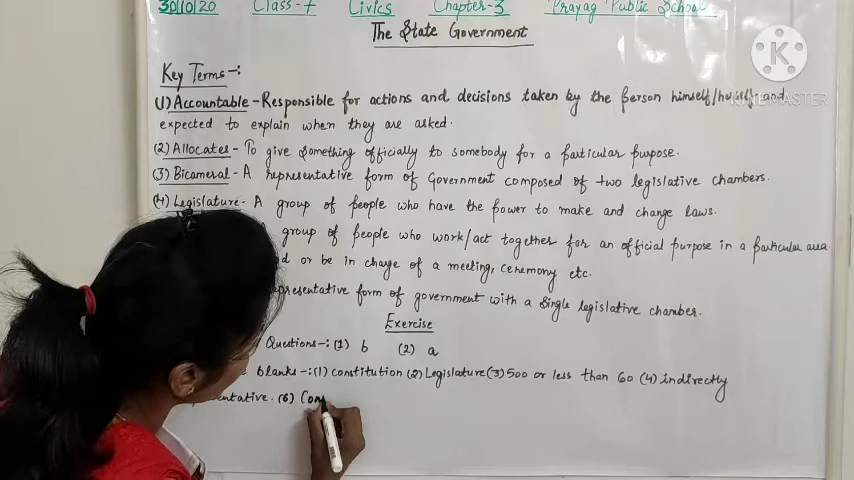 30/10/20 Class-7 Civics Chapter-3 Prayag Public School
The State Government
Key Terms-:
(1) Accountable - Responsible for actions and decisions taken by the person himself/herself and
expected to explain when they are asked.
(2) Allocates - To give something officially to somebody for a particular purpose.
(3) Bicameral - A representative form of Government composed of two legislative chambers.
(4) Legislature - A group of people who have the power to make and change laws.
group of people who work/act together for an official purpose in a particular area.
or be in charge of a meeting, ceremony etc.
representative form of government with a single legislative chamber.
Exercise
Questions-: (1) b (2) a
blanks-: (1) constitution (2) Legislature (3) 500 or less than 60 (4) indirectly
(6) Con
K
KINEMASTER